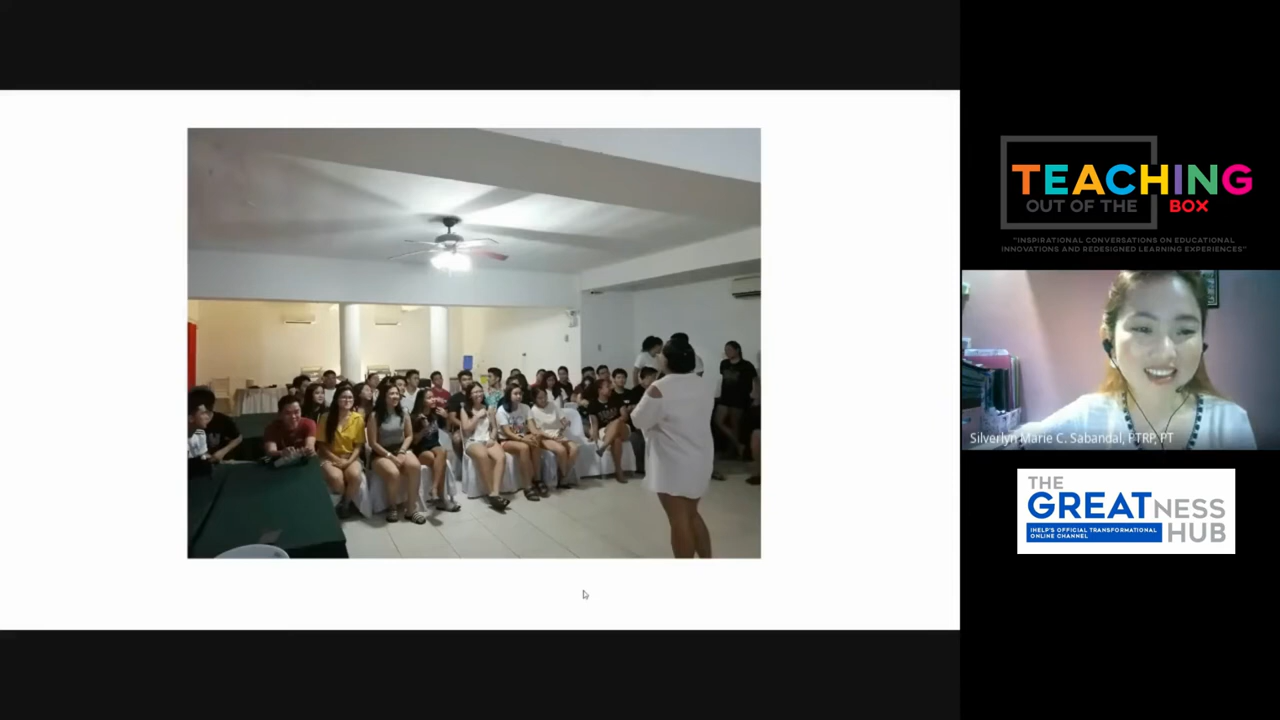 TEACHING
OUT OF THE BOX
"INSPIRATIONAL CONVERSATIONS ON EDUCATIONAL
INNOVATIONS AND REDESIGNED LEARNING EXPERIENCES"
Silverlyn Marie C. Sabandal, PTRP, PT
THE
GREATNESS
HUB
INELP'S OFFICIAL TRANSFORMATIONAL
ONLINE CHANNEL